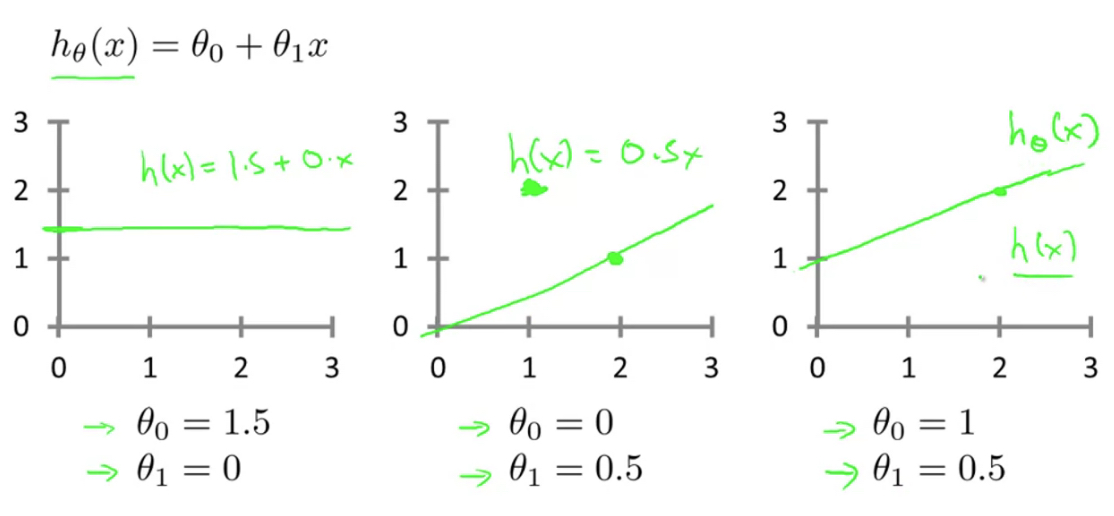 hθ(x) = θ₀ + θ₁x
3
2
1
0
0 1 2 3
h(x) = 1.5 + 0·x
→ θ₀ = 1.5
→ θ₁ = 0
3
2
1
0
0 1 2 3
h(x) = 0.5x
→ θ₀ = 0
→ θ₁ = 0.5
3
2
1
0
0 1 2 3
hθ(x)
h(x)
→ θ₀ = 1
→ θ₁ = 0.5